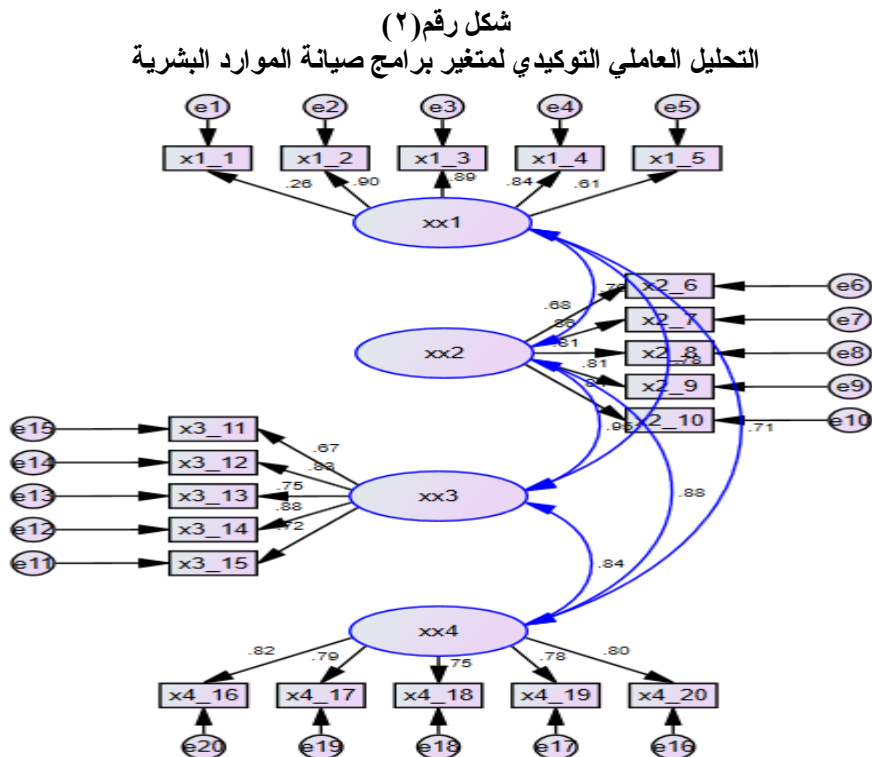 شكل رقم(٢)
التحليل العاملي التوكيدي لمتغير برامج صيانة الموارد البشرية
e1 e2 e3 e4 e5
x1_1 x1_2 x1_3 x1_4 x1_5
.26 .90 .89 .84 .61
xx1
x2_6 e6
.68
x2_7 e7
.86
xx2
.81
x2_8 e8
.78
.81
x2_9 e9
x2_10 e10
.71
e15 x3_11
.67
e14 x3_12
.83
e13 x3_13
.75
xx3
.88
e12 x3_14
.88
.72
e11 x3_15
.84
xx4
.82 .79 .75 .78 .80
x4_16 x4_17 x4_18 x4_19 x4_20
e20 e19 e18 e17 e16